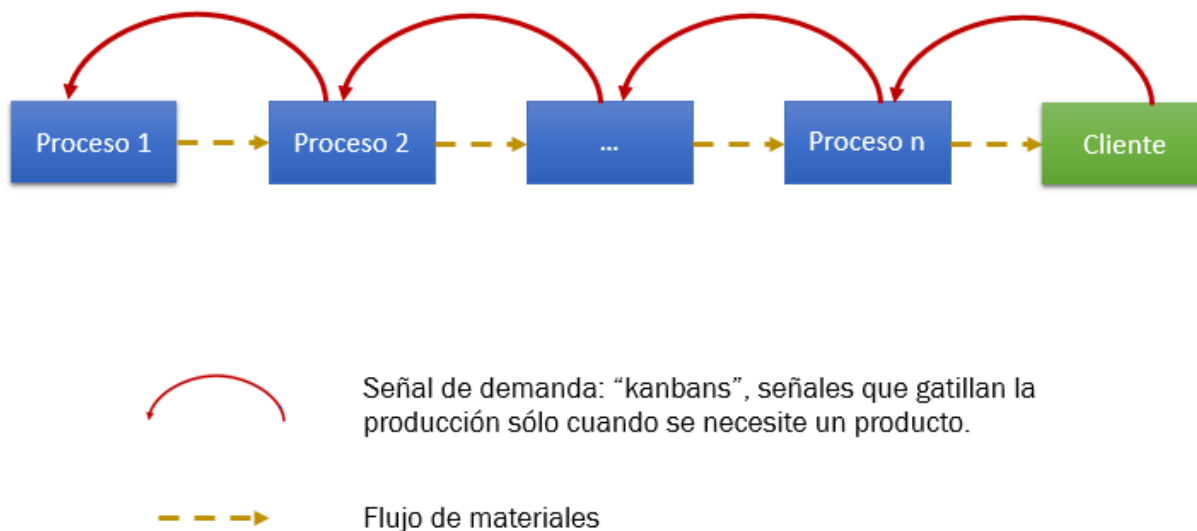 Proceso 1
Proceso 2
...
Proceso n
Cliente
Señal de demanda: “kanbans”, señales que gatillan la
producción sólo cuando se necesite un producto.
Flujo de materiales